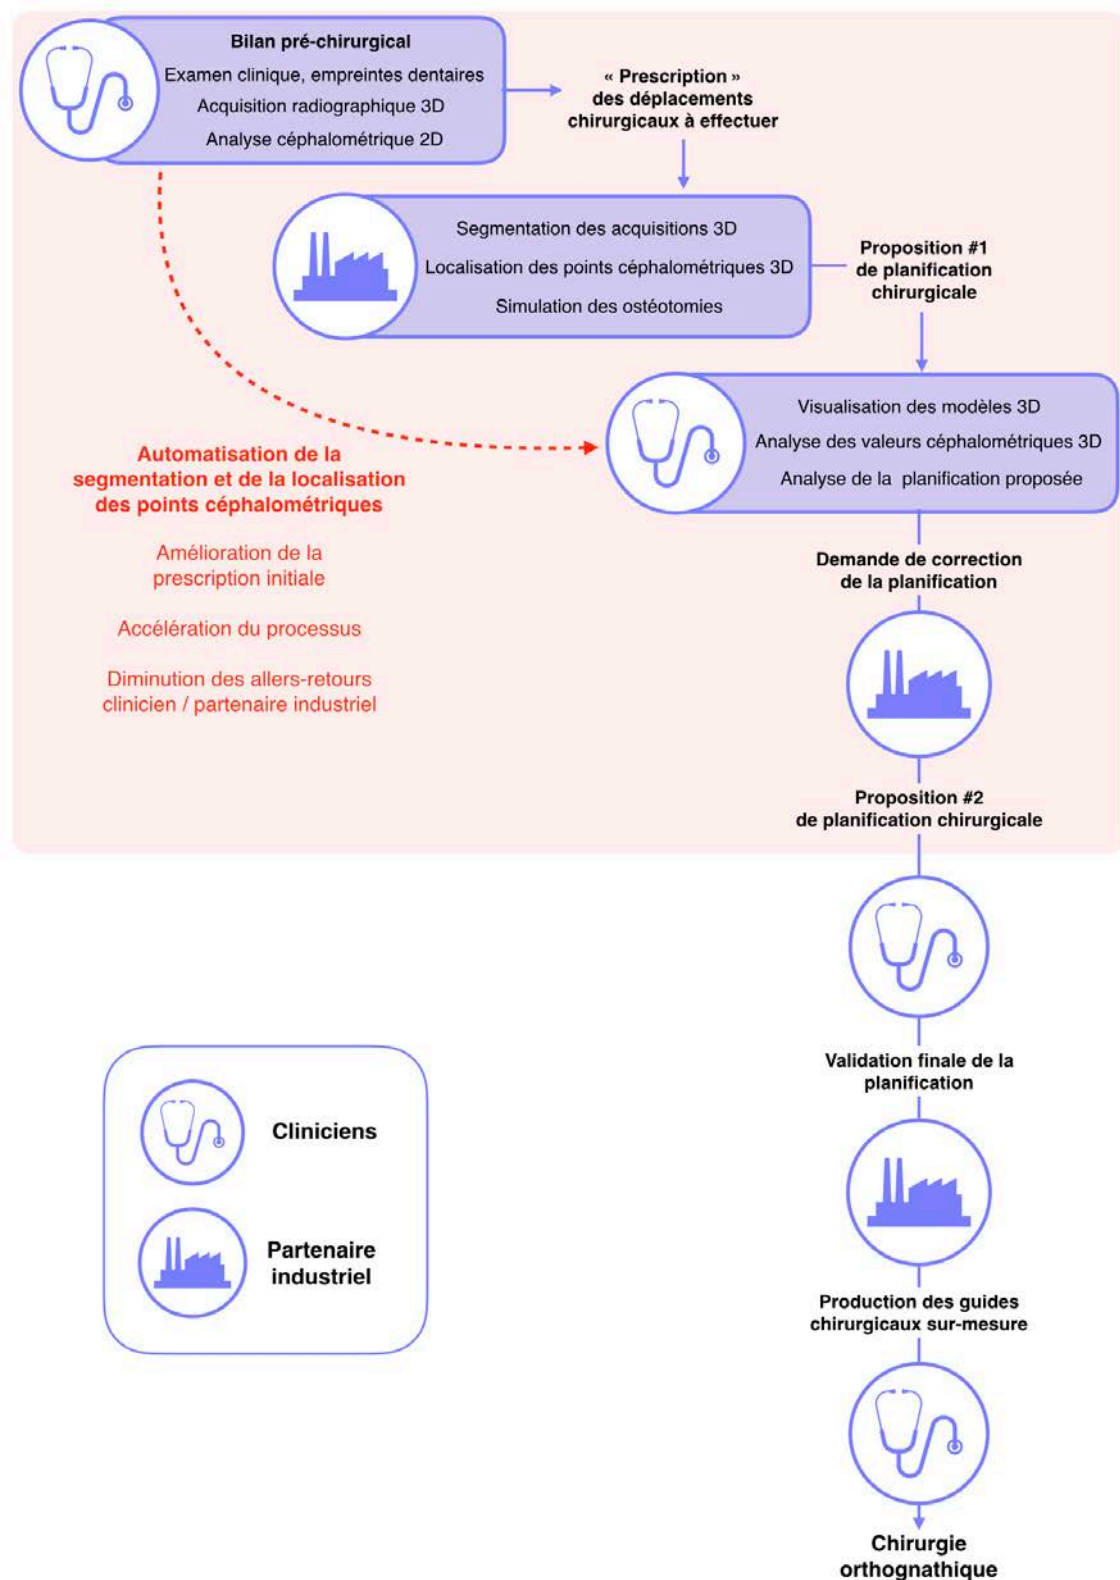 Bilan pré-chirurgical
Examen clinique, empreintes dentaires
Acquisition radiographique 3D
Analyse céphalométrique 2D
« Prescription »
des déplacements
chirurgicaux à effectuer
Segmentation des acquisitions 3D
Localisation des points céphalométriques 3D
Simulation des ostéotomies
Proposition #1
de planification
chirurgicale
Visualisation des modèles 3D
Analyse des valeurs céphalométriques 3D
Analyse de la planification proposée
Automatisation de la
segmentation et de la localisation
des points céphalométriques
Amélioration de la
prescription initiale
Accélération du processus
Diminution des allers-retours
clinicien / partenaire industriel
Demande de correction
de la planification
Proposition #2
de planification chirurgicale
Validation finale de la
planification
Production des guides
chirurgicaux sur-mesure
Chirurgie
orthognathique
Cliniciens
Partenaire
industriel